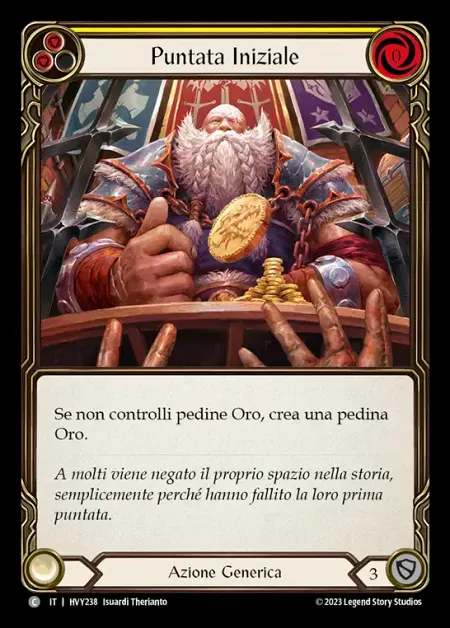 Puntata Iniziale
0
Se non controlli pedine Oro, crea una pedina
Oro.
A molti viene negato il proprio spazio nella storia,
semplicemente perché hanno fallito la loro prima
puntata.
Azione Generica
3
C IT | HVY238 Isuardi Therianto
© 2023 Legend Story Studios